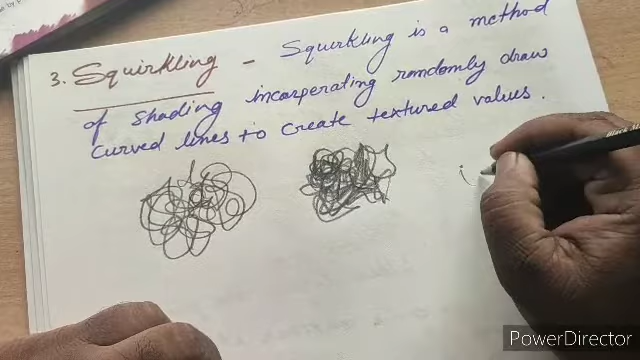 3. Squirkling - Squirkling is a method
of shading incorperating randomly draw
curved lines to create textured values.
PowerDirector